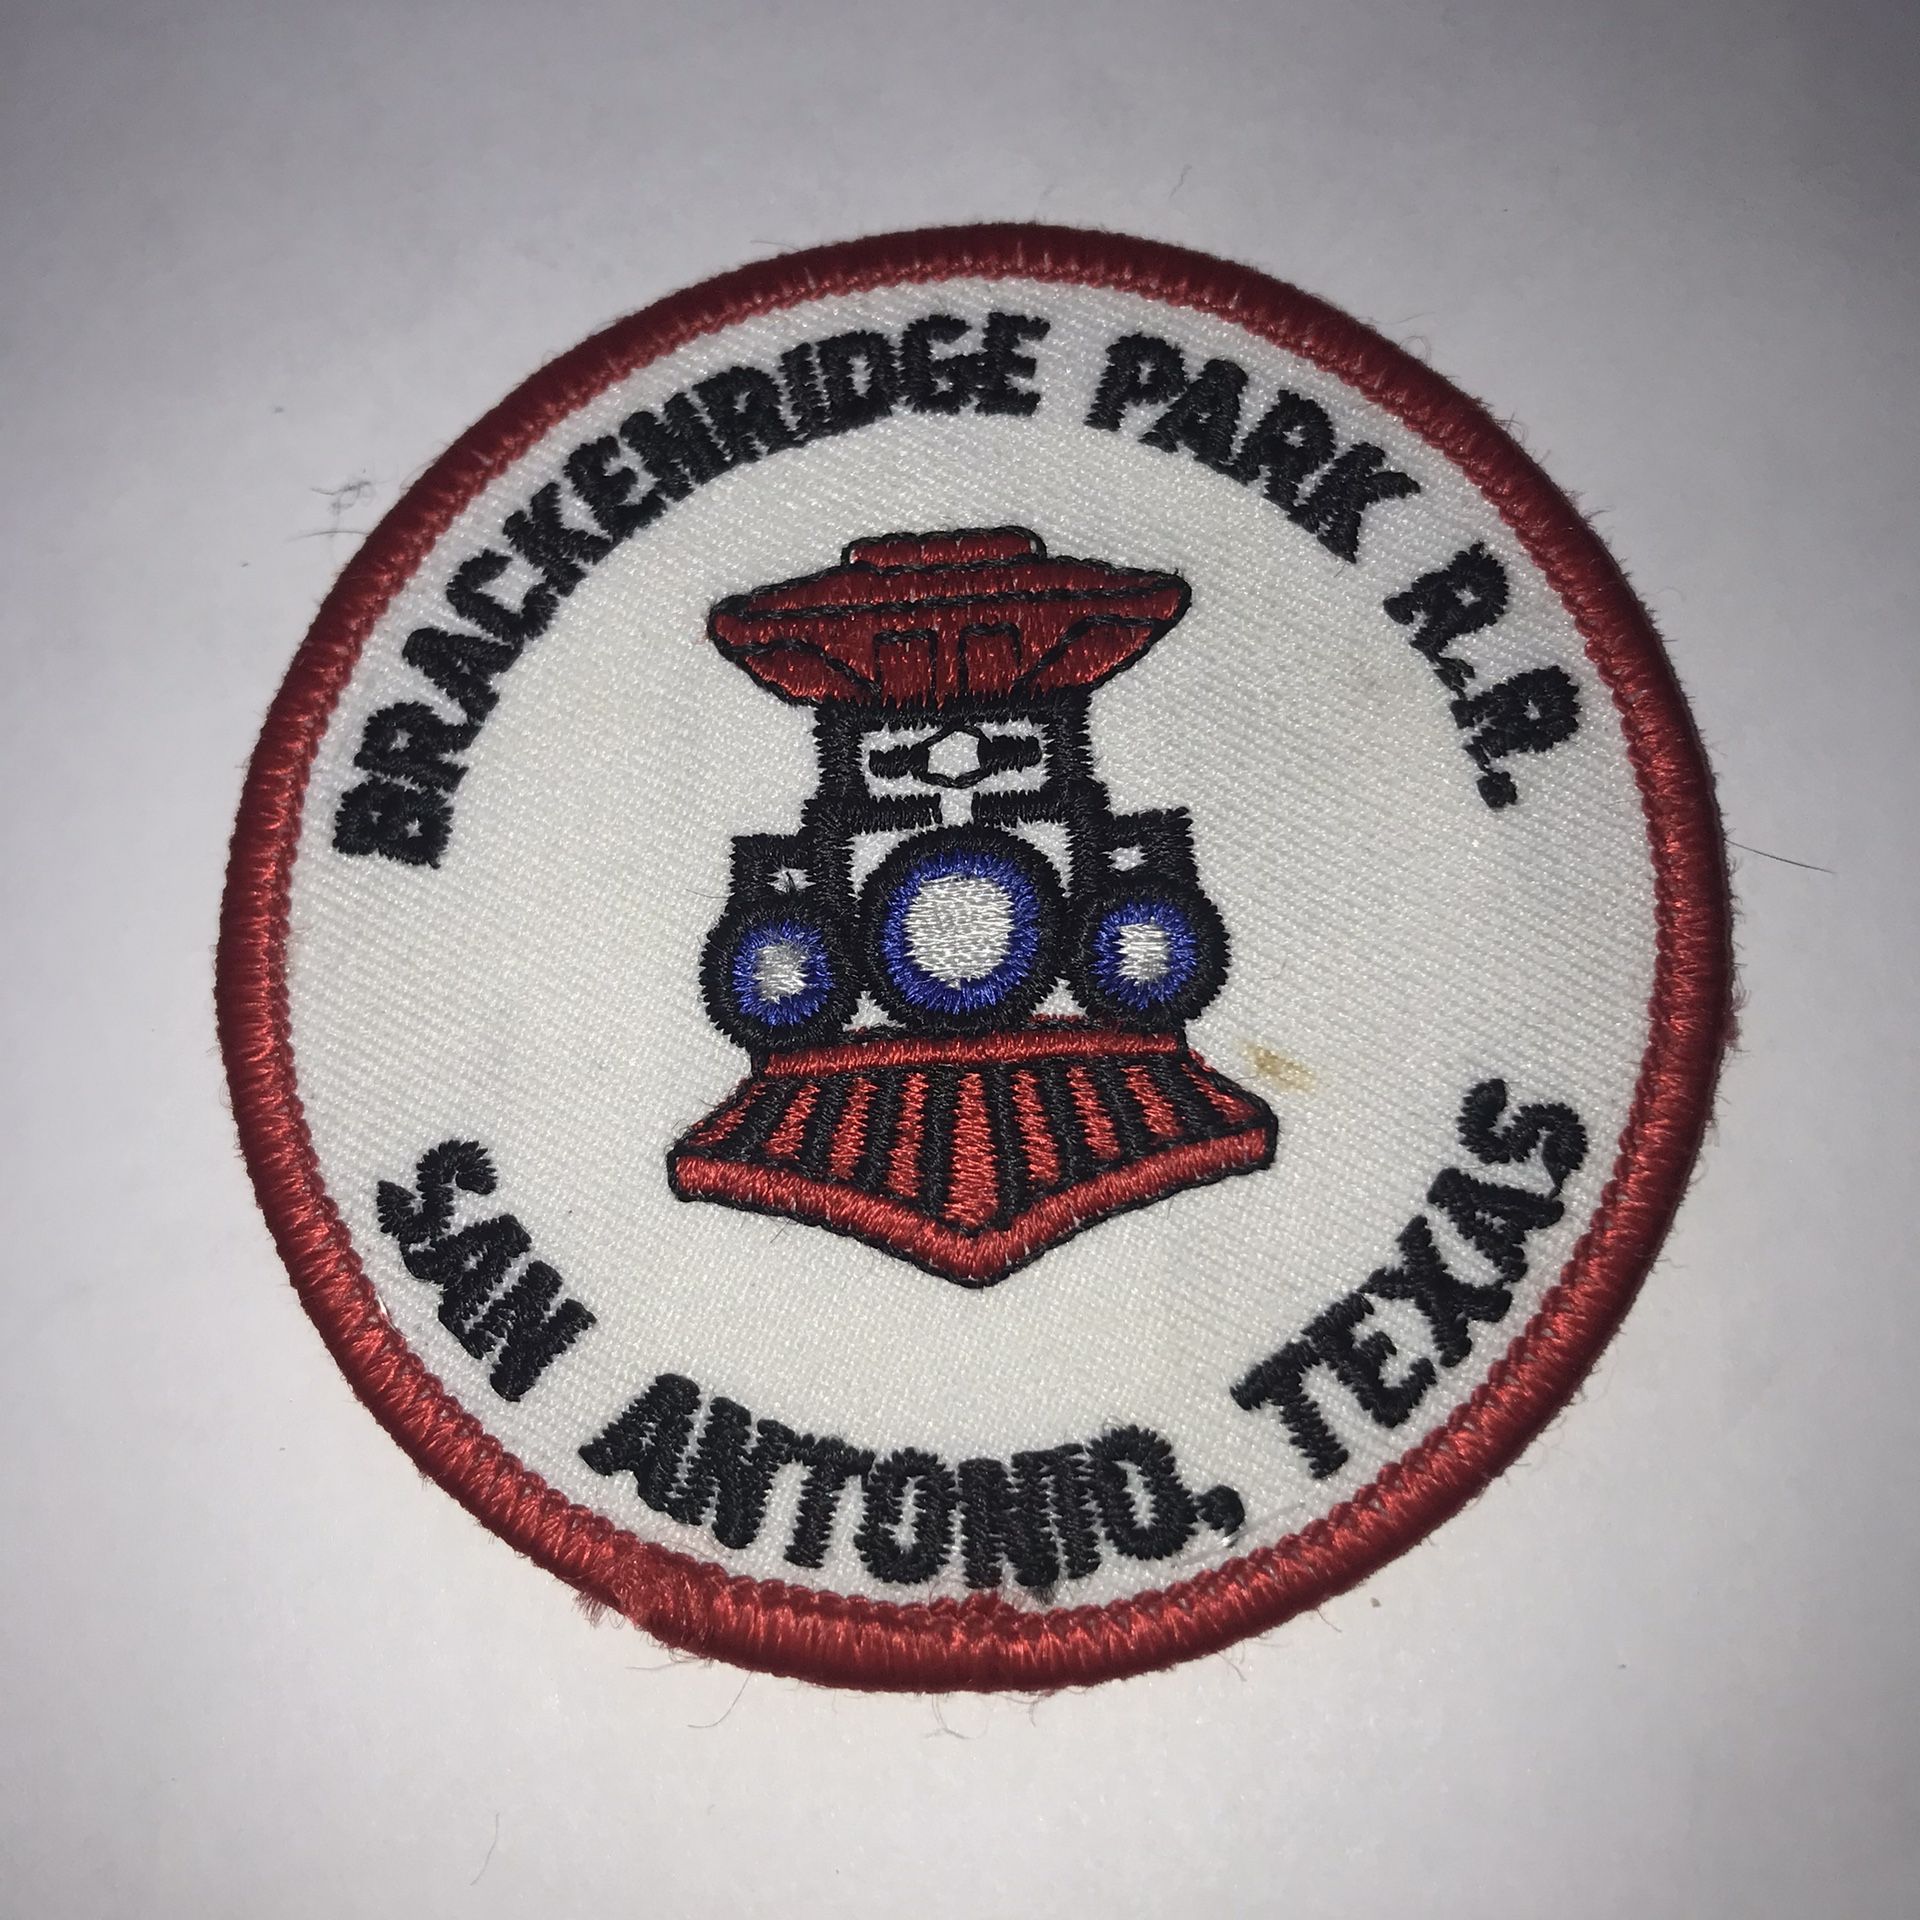 BRACKENRIDGE PARK R.R.
SAN ANTONIO, TEXAS